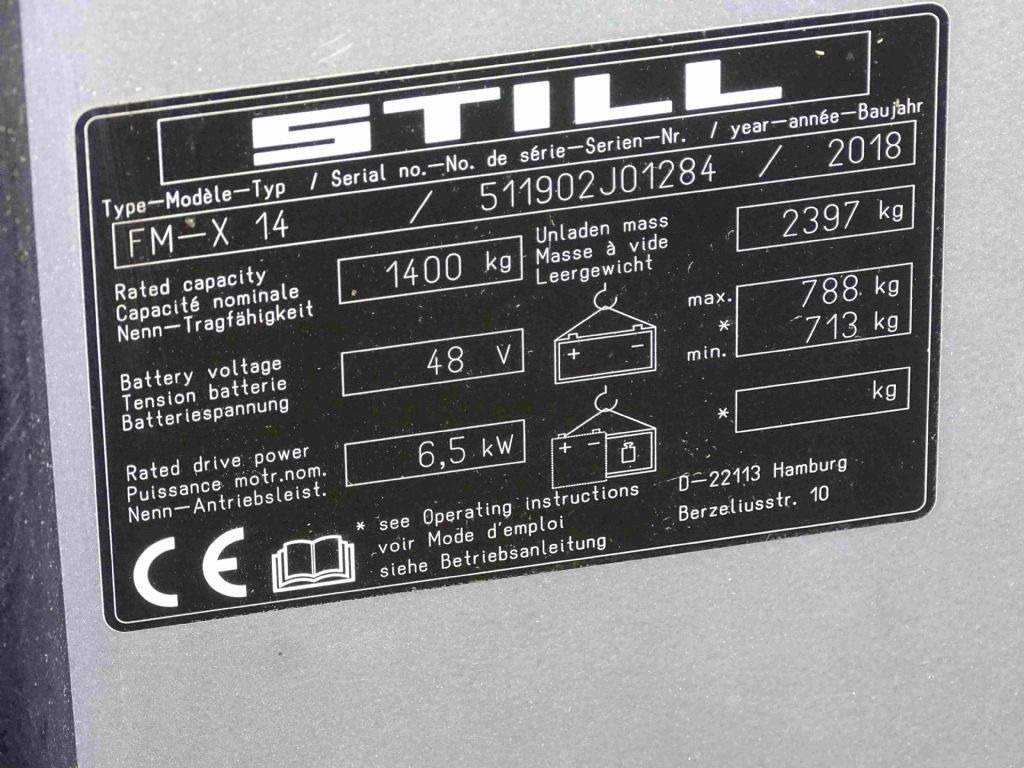 STILL
Type–Modèle–Typ / Serial no.–No. de série–Serien–Nr. / year–année–Baujahr
FM–X 14 / 511902J01284 / 2018
Rated capacity
Capacité nominale
Nenn–Tragfähigkeit
1400 kg
Unladen mass
Masse à vide
Leergewicht
2397 kg
Battery voltage
Tension batterie
Batteriespannung
48 V
+ –
max. 788 kg
* 713 kg
min.
Rated drive power
Puissance motr.nom.
Nenn–Antriebsleist.
6,5 kW
+ –
* kg
CE
* see Operating instructions
voir Mode d'emploi
siehe Betriebsanleitung
D–22113 Hamburg
Berzeliusstr. 10